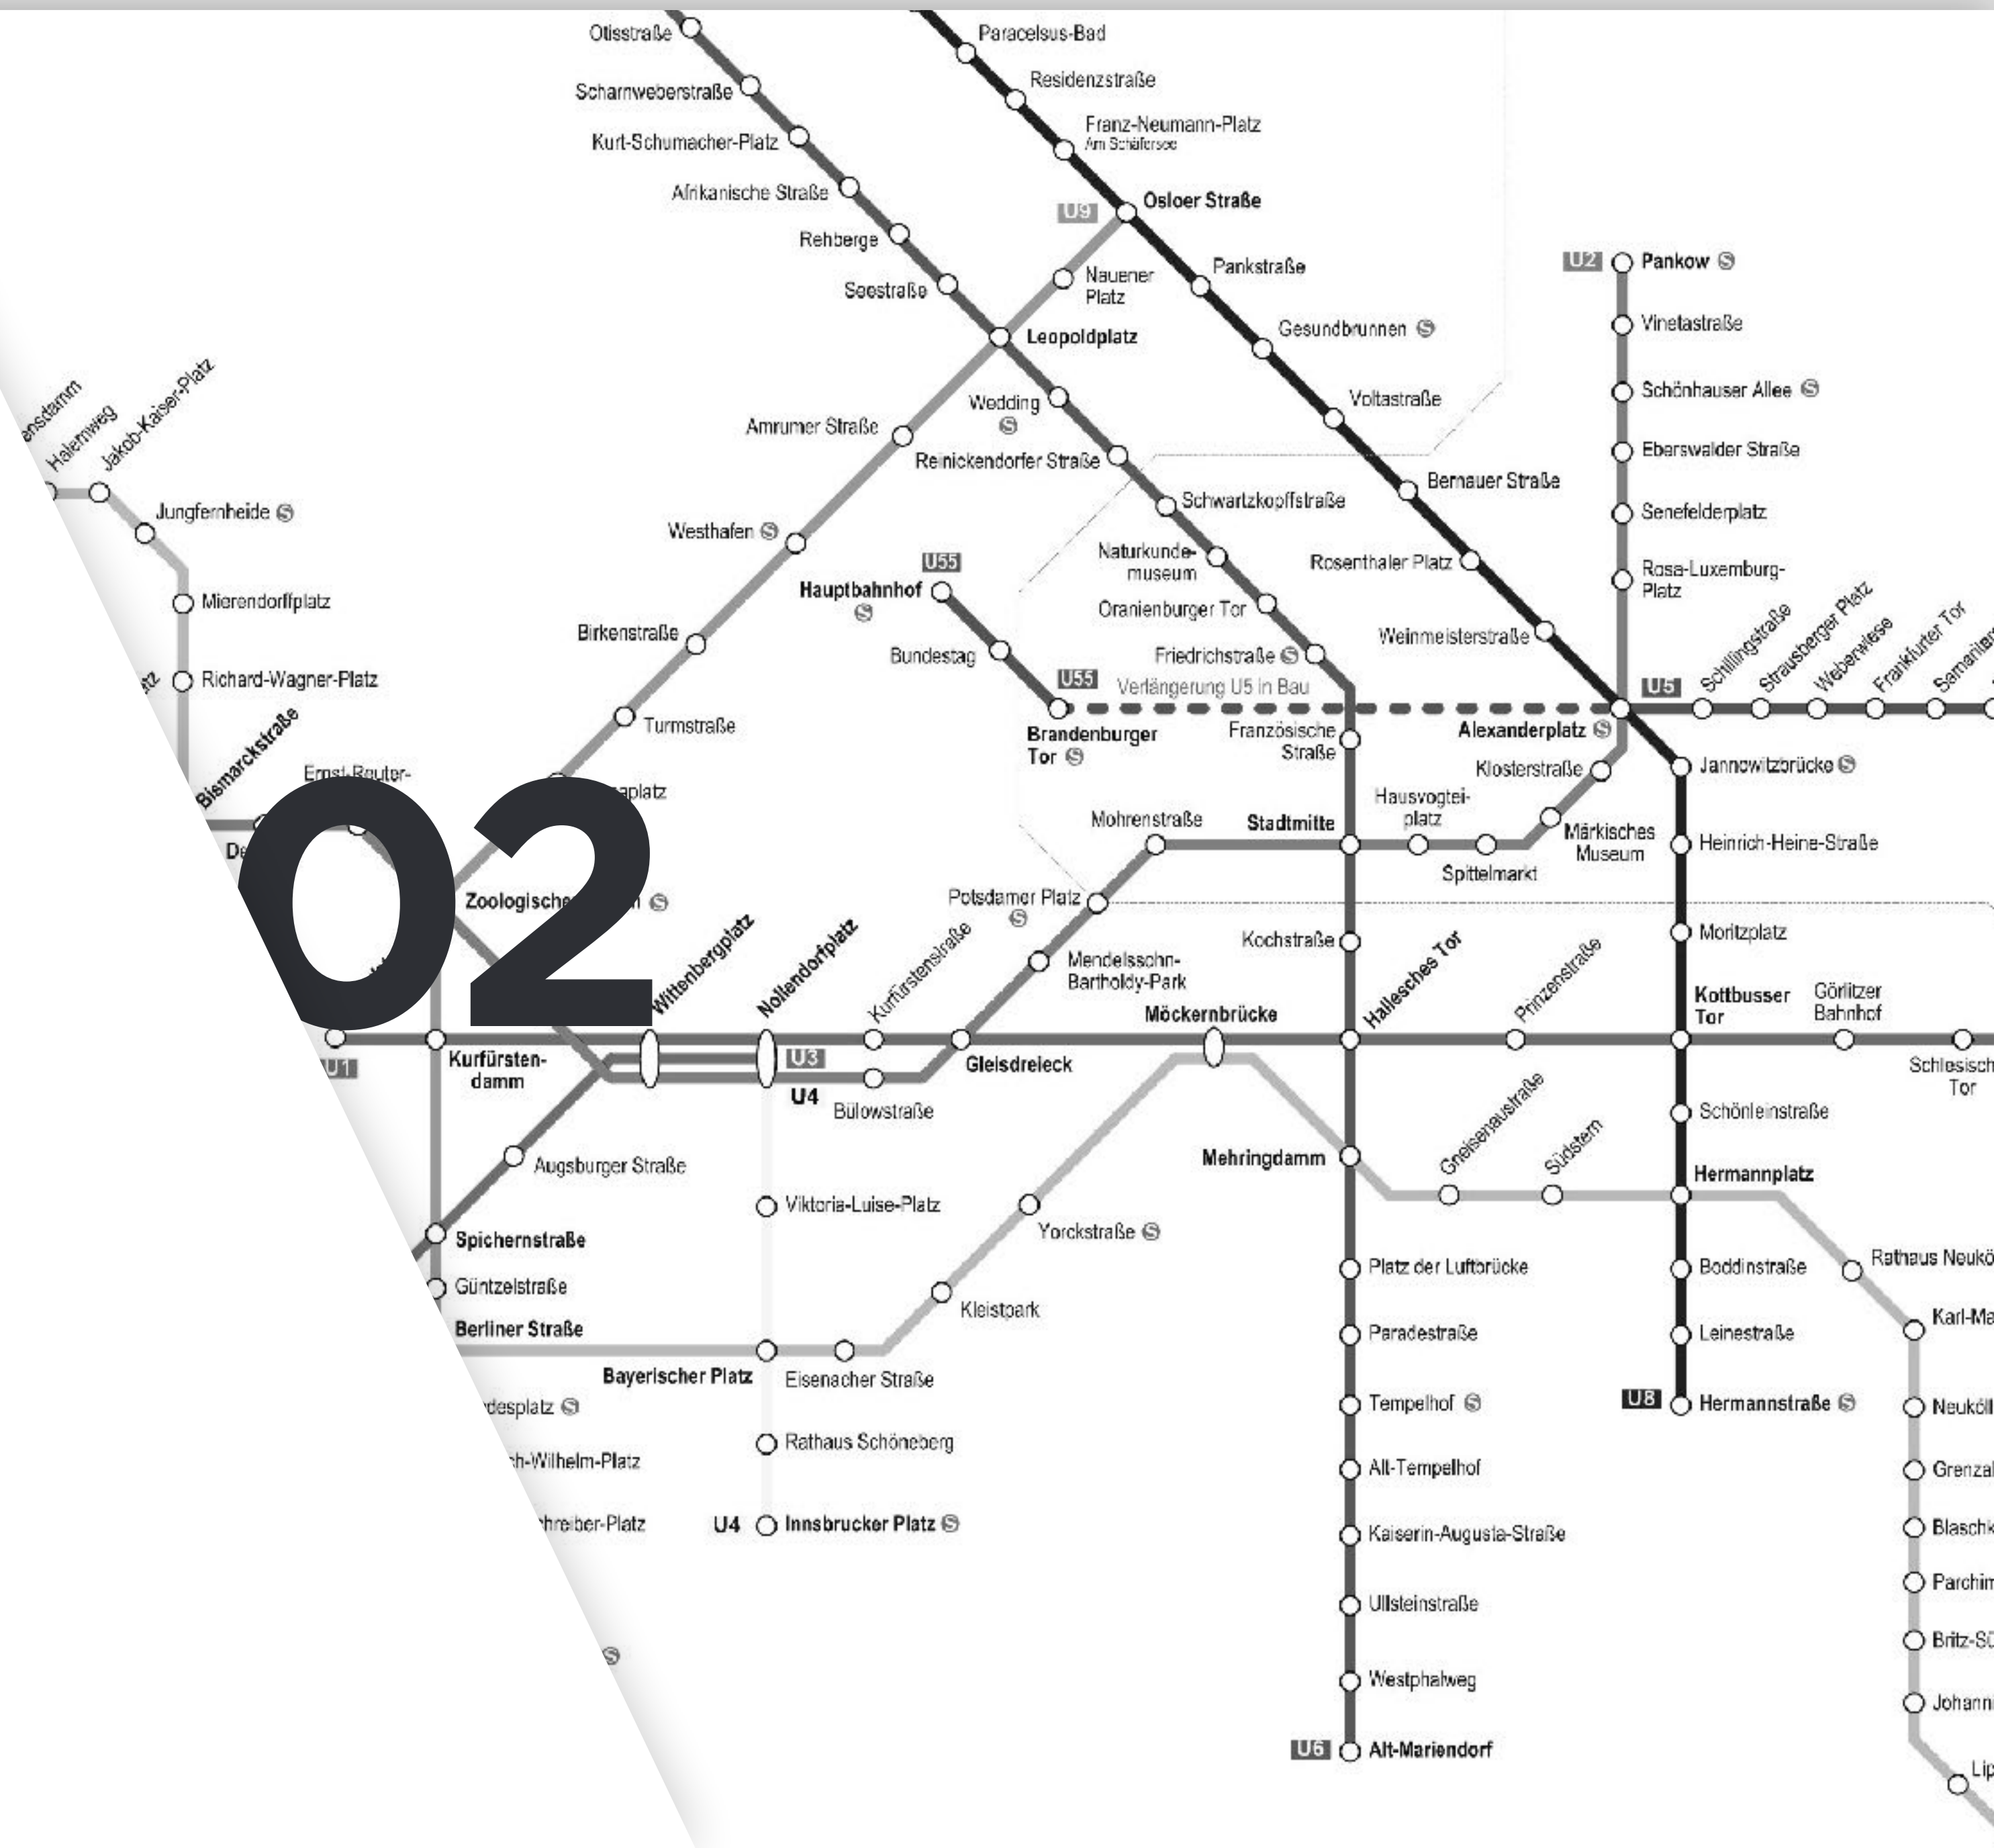 Otisstraße
Scharnweberstraße
Kurt-Schumacher-Platz
Afrikanische Straße
Rehberge
Seestraße
Leopoldplatz
Wedding
Reinickendorfer Straße
Schwartzkopffstraße
Naturkunde-
museum
Oranienburger Tor
Friedrichstraße
Französische
Straße
Paracelsus-Bad
Residenzstraße
Franz-Neumann-Platz
Am Schäfersee
U9
Osloer Straße
Nauener
Platz
Pankstraße
Gesundbrunnen
Voltastraße
Bernauer Straße
Rosenthaler Platz
Weinmeisterstraße
Alexanderplatz
U2
Pankow
Vinetastraße
Schönhauser Allee
Eberswalder Straße
Senefelderplatz
Rosa-Luxemburg-
Platz
U5
Schillingstraße
Strausberger Platz
Weberwiese
Frankfurter Tor
Jannowitzbrücke
Heinrich-Heine-Straße
Moritzplatz
Kottbusser
Tor
Görlitzer
Bahnhof
Tor
Schönleinstraße
Hermannplatz
Boddinstraße
Leinestraße
U8
Hermannstraße
Amrumer Straße
Westhafen
Birkenstraße
Turmstraße
U55
Hauptbahnhof
Bundestag
U55
Verlängerung U5 in Bau
Brandenburger
Tor
Halemweg
Jakob-Kaiser-Platz
Jungfernheide
Mierendorffplatz
Richard-Wagner-Platz
Bismarckstraße
Ernst-Reuter-
02
Klosterstraße
Märkisches
Museum
Spittelmarkt
Hausvogtei-
platz
Stadtmitte
Mohrenstraße
Potsdamer Platz
Mendelssohn-
Bartholdy-Park
Kochstraße
Wittenbergplatz
Nollendorfplatz
Kurfürstenstraße
Möckernbrücke
Hallesches Tor
Prinzenstraße
U1
Kurfürsten-
damm
U3
U4
Bülowstraße
Gleisdreieck
Augsburger Straße
Spichernstraße
Güntzelstraße
Berliner Straße
Viktoria-Luise-Platz
Bayerischer Platz
Eisenacher Straße
Kleistpark
Yorckstraße
Mehringdamm
Gneisenaustraße
Südstern
Rathaus Schöneberg
U4
Innsbrucker Platz
Platz der Luftbrücke
Paradestraße
Tempelhof
Alt-Tempelhof
Kaiserin-Augusta-Straße
Ullsteinstraße
Westphalweg
U6
Alt-Mariendorf
Rathaus